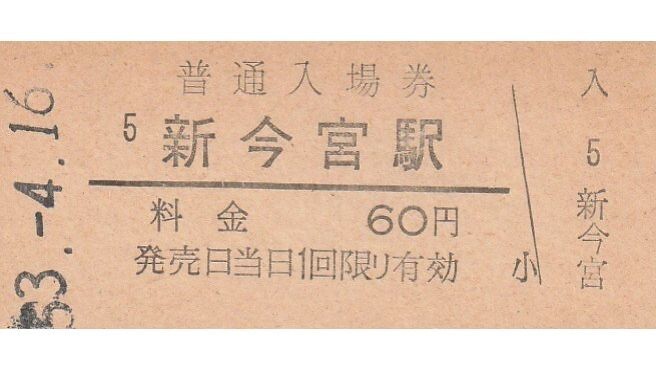 普通入場券
5 新今宮駅
料金 60円
発売日当日1回限り有効
小
入
5
新今宮
53.-4.16.